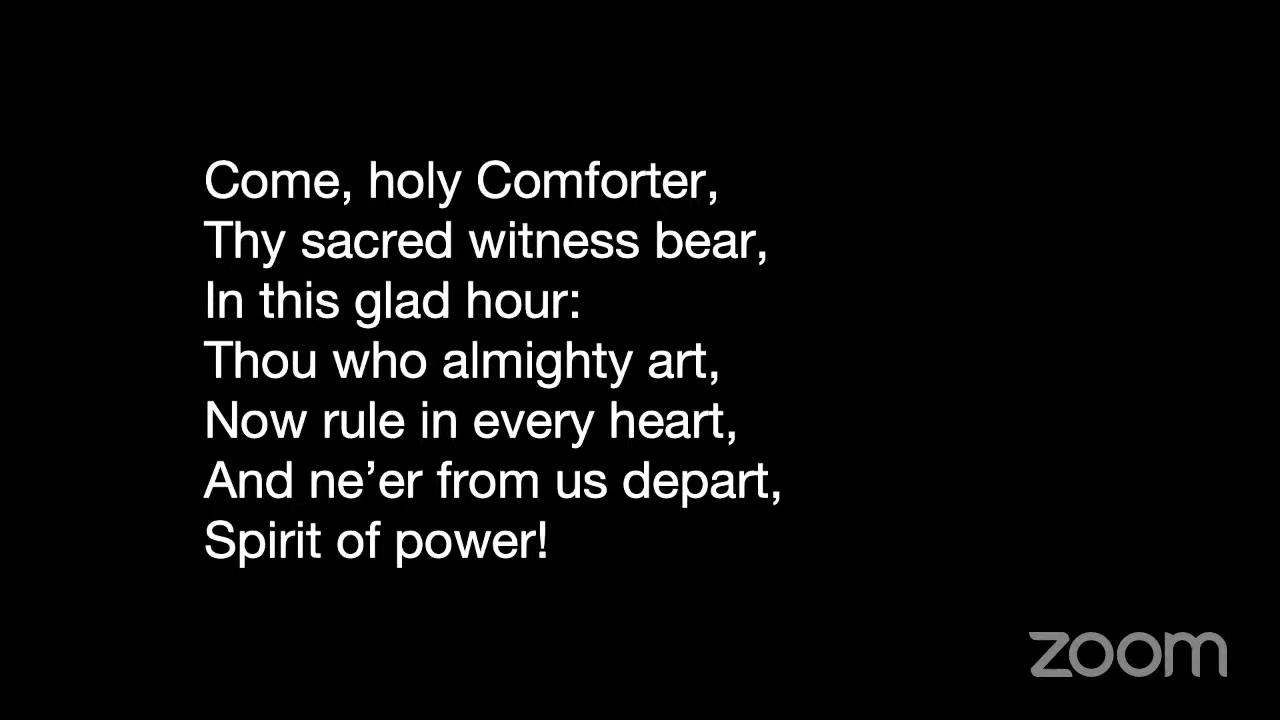 Come, holy Comforter,
Thy sacred witness bear,
In this glad hour:
Thou who almighty art,
Now rule in every heart,
And ne’er from us depart,
Spirit of power!
zoom